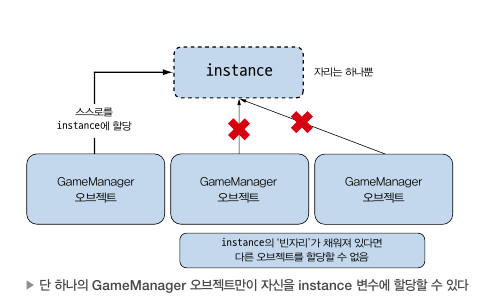 instance
자리는 하나뿐
스스로를
instance에 할당
GameManager
오브젝트
GameManager
오브젝트
GameManager
오브젝트
instance의 '빈자리'가 채워져 있다면
다른 오브젝트를 할당할 수 없음
▶ 단 하나의 GameManager 오브젝트만이 자신을 instance 변수에 할당할 수 있다